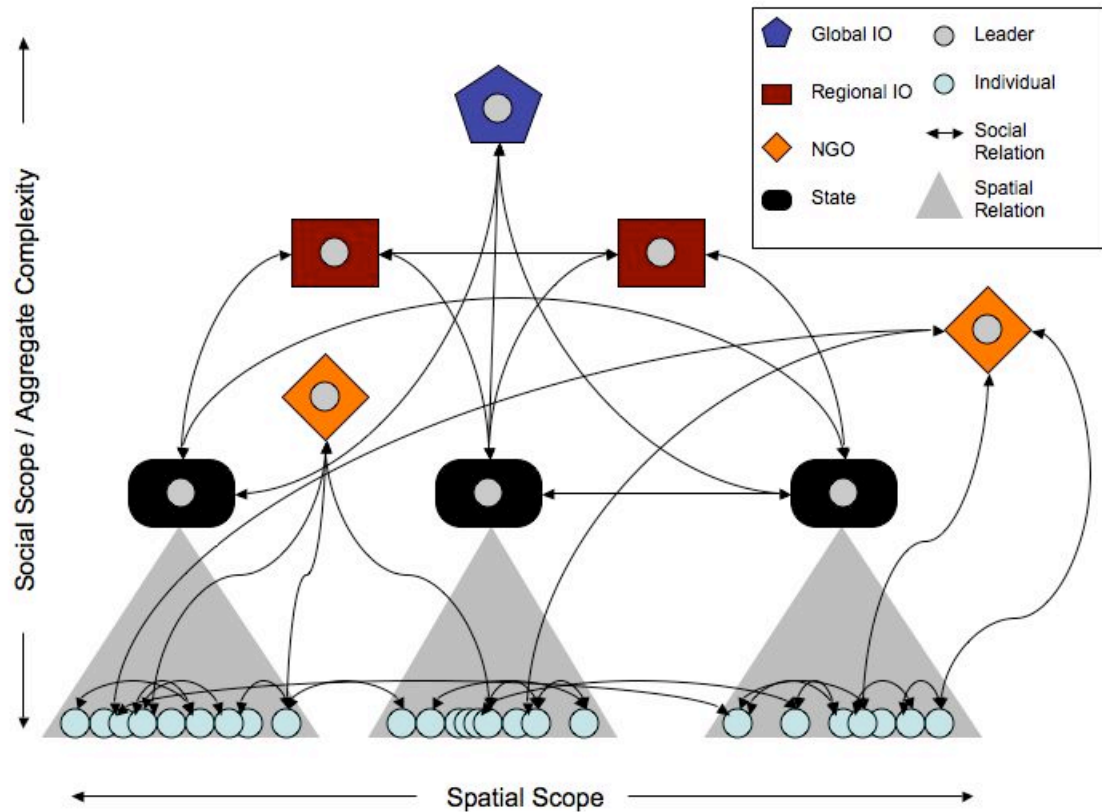 Global IO
Leader
Regional IO
Individual
NGO
Social
Relation
State
Spatial
Relation
Social Scope / Aggregate Complexity
Spatial Scope